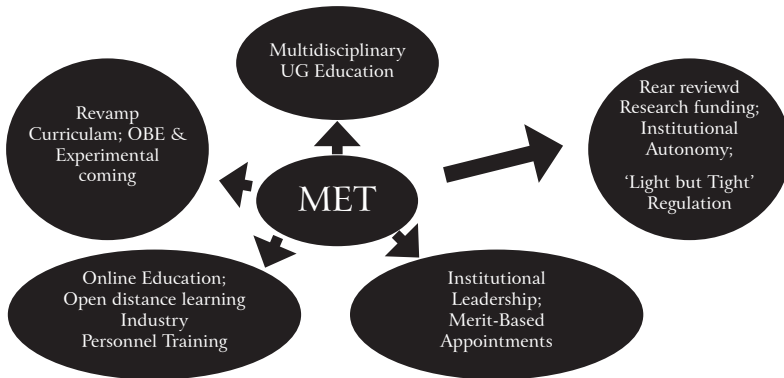 Multidisciplinary
UG Education
Revamp
Curriculam; OBE &
Experimental
coming
Rear reviewd
Research funding;
Institutional
Autonomy;
‘Light but Tight’
Regulation
MET
Online Education;
Open distance learning
Industry
Personnel Training
Institutional
Leadership;
Merit-Based
Appointments